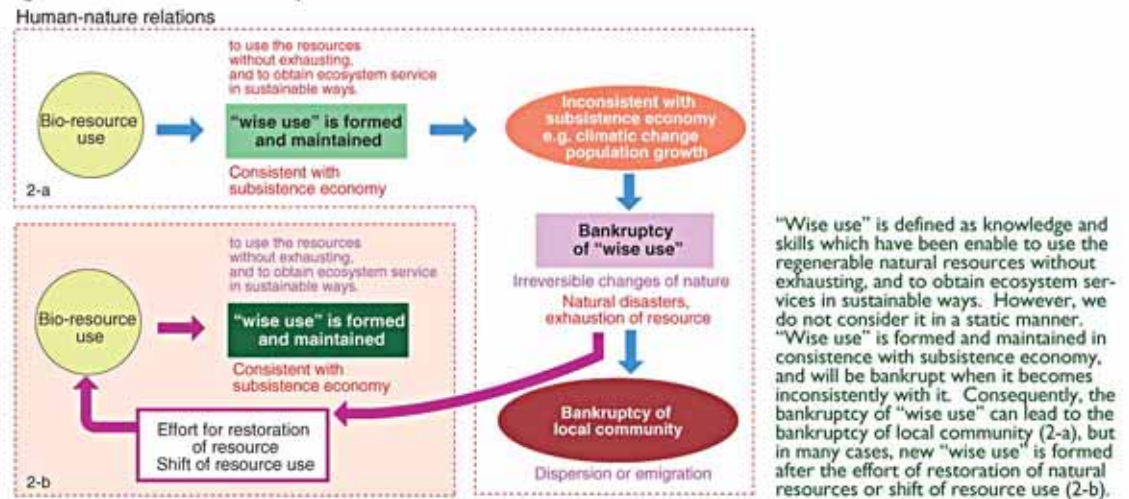 Human-nature relations
to use the resources
without exhausting,
and to obtain ecosystem service
in sustainable ways.
Bio-resource
use
"wise use" is formed
and maintained
Consistent with
subsistence economy
2-a
Inconsistent with
subsistence economy
e.g. climatic change
population growth
Bankruptcy
of "wise use"
Irreversible changes of nature
Natural disasters,
exhaustion of resource
Bankruptcy of
local community
Dispersion or emigration
to use the resources
without exhausting,
and to obtain ecosystem service
in sustainable ways.
Bio-resource
use
"wise use" is formed
and maintained
Consistent with
subsistence economy
Effort for restoration
of resource
Shift of resource use
2-b
"Wise use" is defined as knowledge and
skills which have been enable to use the
regenerable natural resources without
exhausting, and to obtain ecosystem ser-
vices in sustainable ways. However, we
do not consider it in a static manner.
"Wise use" is formed and maintained in
consistence with subsistence economy,
and will be bankrupt when it becomes
inconsistently with it. Consequently, the
bankruptcy of "wise use" can lead to the
bankruptcy of local community (2-a), but
in many cases, new "wise use" is formed
after the effort of restoration of natural
resources or shift of resource use (2-b).